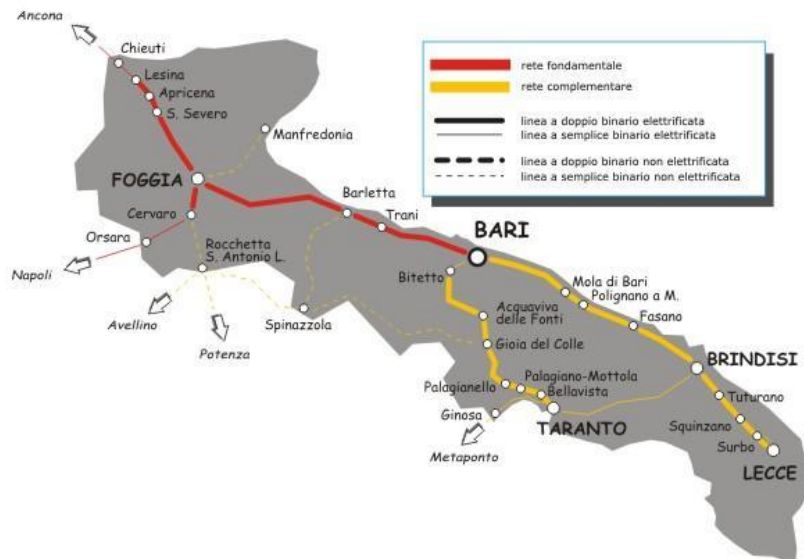 Ancona
Chieuti
Lesina
Apricena
S. Severo
Manfredonia
FOGGIA
Cervaro
Orsara
Napoli
Rocchetta
S. Antonio L.
Avellino
Potenza
Spinazzola
Barletta
Trani
BARI
Bitetto
Mola di Bari
Polignano a M.
Acquaviva
delle Fonti
Fasano
Gioia del Colle
BRINDISI
Palagiano-Mottola
Palagianello
Bellavista
Ginosa
TARANTO
Metaponto
Tuturano
Squinzano
Surbo
LECCE
rete fondamentale
rete complementare
linea a doppio binario elettrificata
linea a semplice binario elettrificata
linea a doppio binario non elettrificata
linea a semplice binario non elettrificata